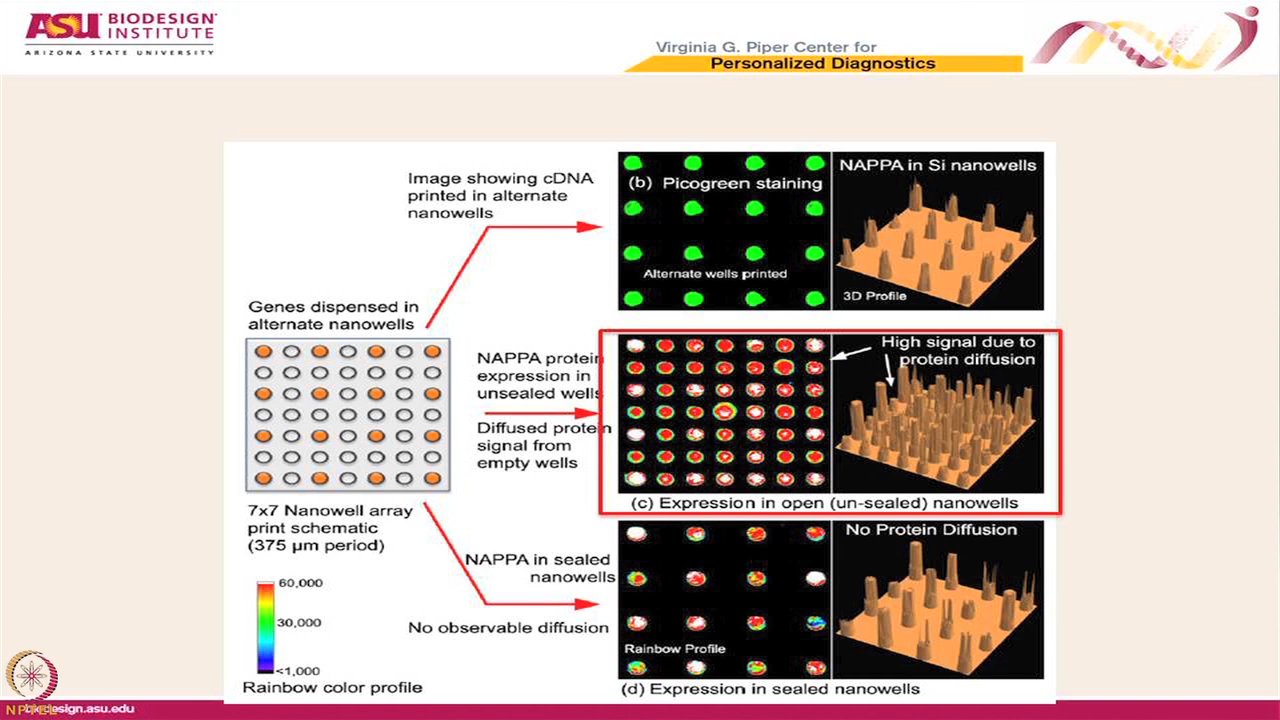 ASU BIODESIGN
INSTITUTE
ARIZONA STATE UNIVERSITY
Virginia G. Piper Center for
Personalized Diagnostics
Image showing cDNA
printed in alternate
nanowells
(b) Picogreen staining
Alternate wells printed
NAPPA in Si nanowells
3D Profile
Genes dispensed in
alternate nanowells
NAPPA protein
expression in
unsealed wells
Diffused protein
signal from
empty wells
High signal due to
protein diffusion
(c) Expression in open (un-sealed) nanowells
7x7 Nanowell array
print schematic
(375 µm period)
NAPPA in sealed
nanowells
No observable diffusion
No Protein Diffusion
Rainbow Profile
(d) Expression in sealed nanowells
60,000
30,000
<1,000
Rainbow color profile
NPTEL
biodesign.asu.edu